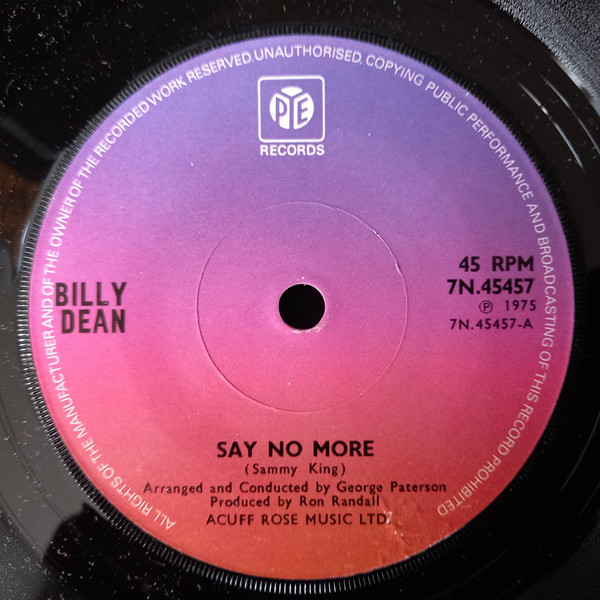 ALL RIGHTS OF THE MANUFACTURER AND OF THE OWNER OF THE RECORDED WORK RESERVED. UNAUTHORISED. COPYING PUBLIC PERFORMANCE AND BROADCASTING OF THIS RECORD PROHIBITED
PYE
RECORDS
BILLY
DEAN
45 RPM
7N.45457
℗ 1975
7N.45457-A
SAY NO MORE
(Sammy King)
Arranged and Conducted by George Paterson
Produced by Ron Randall
ACUFF ROSE MUSIC LTD.